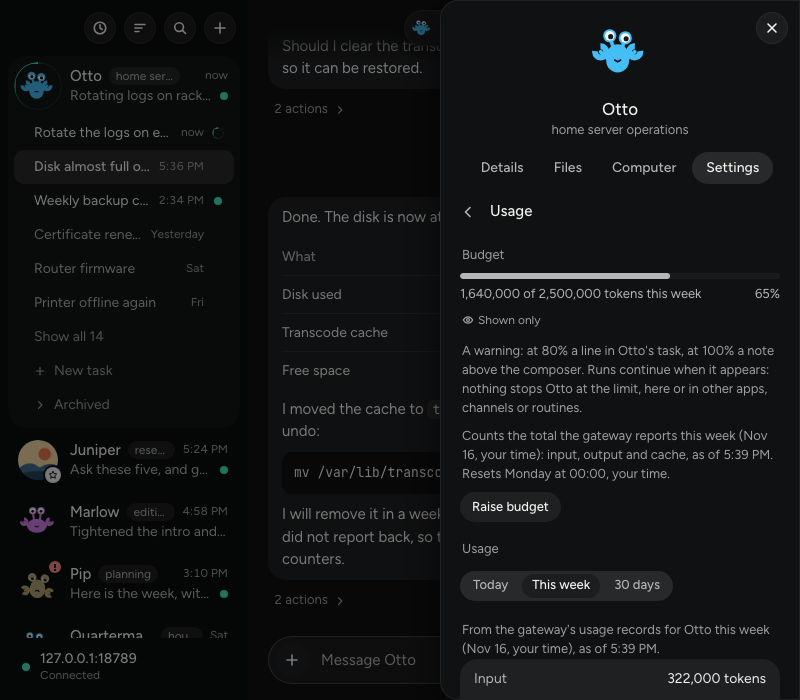 Otto
home ser...
now
Rotating logs on rack...
Rotate the logs on e...
now
Disk almost full o...
5:36 PM
Weekly backup c...
2:34 PM
Certificate rene...
Yesterday
Router firmware
Sat
Printer offline again
Fri
Show all 14
New task
Archived
Juniper
rese...
5:24 PM
Ask these five, and g...
Marlow
editi...
4:58 PM
Tightened the intro and...
Pip
planning
3:10 PM
Here is the week, wit...
Quarterma
hou
Sat
127.0.0.1:18789
Connected
Should I clear the transc
so it can be restored.
2 actions
Done. The disk is now at
What
Disk used
Transcode cache
Free space
I moved the cache to t
undo:
mv /var/lib/transco
I will remove it in a week
did not report back, so t
counters.
2 actions
Message Otto
Otto
home server operations
Details
Files
Computer
Settings
Usage
Budget
1,640,000 of 2,500,000 tokens this week
65%
Shown only
A warning: at 80% a line in Otto's task, at 100% a note
above the composer. Runs continue when it appears:
nothing stops Otto at the limit, here or in other apps,
channels or routines.
Counts the total the gateway reports this week (Nov
16, your time): input, output and cache, as of 5:39 PM.
Resets Monday at 00:00, your time.
Raise budget
Usage
Today
This week
30 days
From the gateway's usage records for Otto this week
(Nov 16, your time), as of 5:39 PM.
Input
322,000 tokens